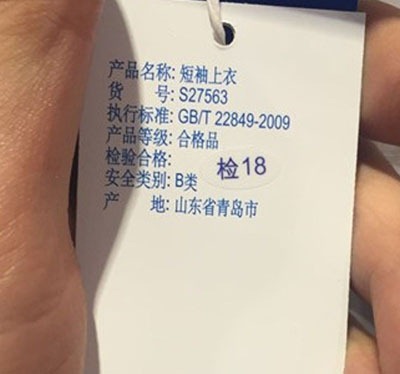 产品名称: 短袖上衣
货 号: S27563
执行标准: GB/T 22849-2009
产品等级: 合格品
检验合格: 检18
安全类别: B类
产 地: 山东省青岛市